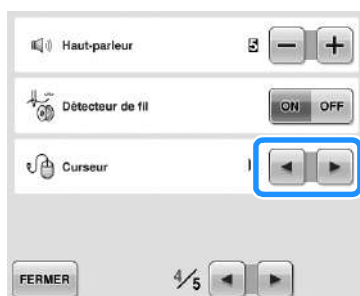 Haut-parleur 5 − +
Détecteur de fil ON OFF
Curseur
FERMER 4/5